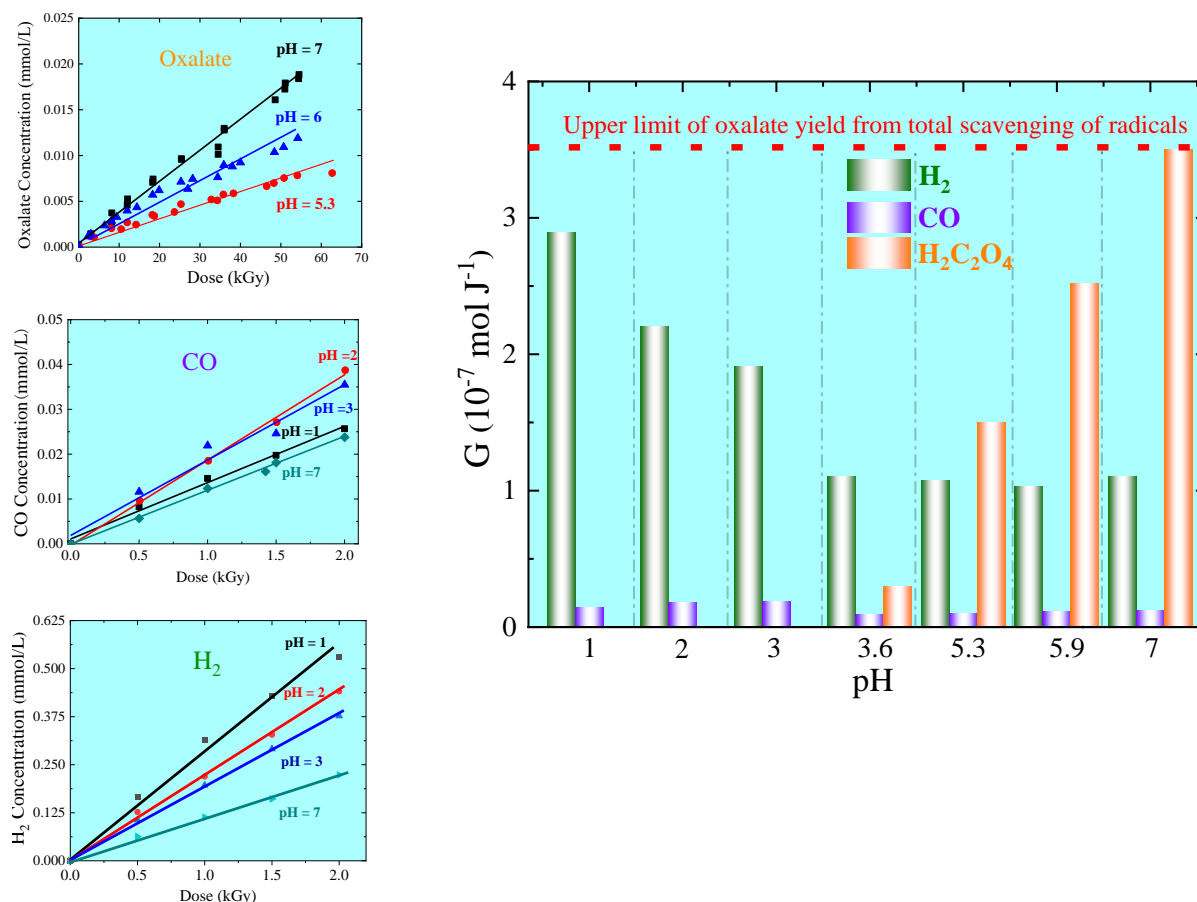 Oxalate
pH = 7
pH = 6
pH = 5.3
0.025
0.020
0.015
0.010
0.005
0.000
Oxalate Concentration (mmol/L)
0 10 20 30 40 50 60 70
Dose (kGy)
CO
pH =2
pH =3
pH =1
pH =7
0.05
0.04
0.03
0.02
0.01
0.00
CO Concentration (mmol/L)
0.0 0.5 1.0 1.5 2.0
Dose (kGy)
H₂
pH = 1
pH = 2
pH = 3
pH = 7
0.625
0.500
0.375
0.250
0.125
0.000
H₂ Concentration (mmol/L)
0.0 0.5 1.0 1.5 2.0
Dose (kGy)
Upper limit of oxalate yield from total scavenging of radicals
H₂
CO
H₂C₂O₄
4
3
2
1
0
G (10⁻⁷ mol J⁻¹)
1 2 3 3.6 5.3 5.9 7
pH